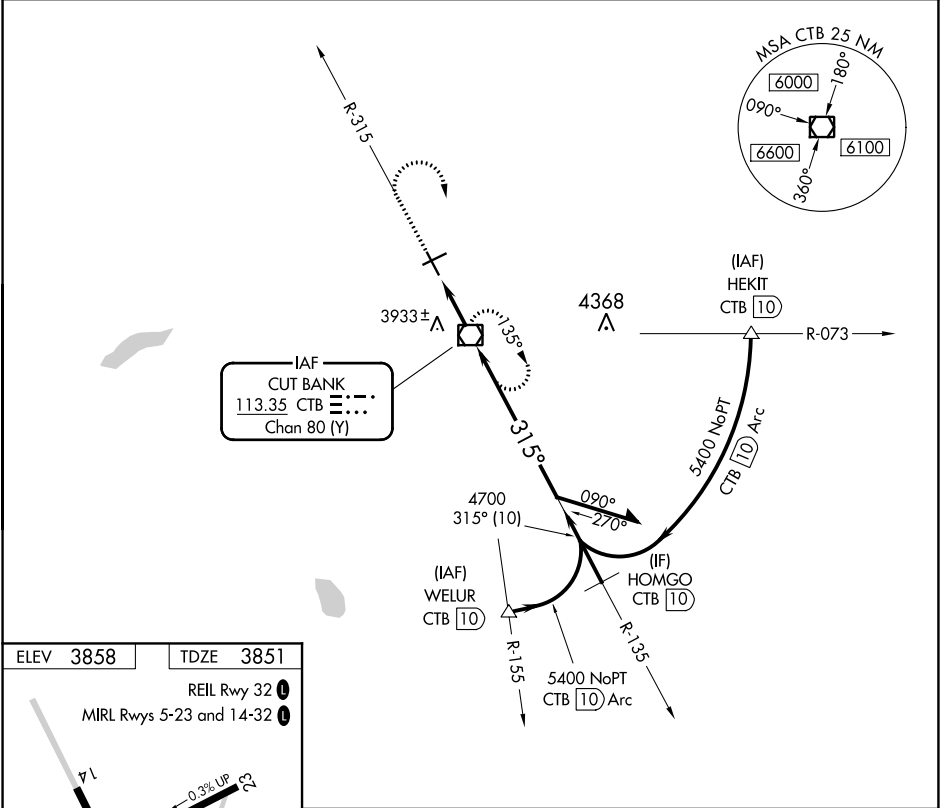 MSA CTB 25 NM
6000
180°
090°
6600
6100
360°
R-315
3933±
135°
4368
(IAF)
HEKIT
CTB 10
R-073
IAF
CUT BANK
113.35 CTB
Chan 80 (Y)
315°
5400 NoPT
CTB 10 Arc
4700
315° (10)
090°
270°
(IAF)
WELUR
CTB 10
(IF)
HOMGO
CTB 10
R-155
R-135
5400 NoPT
CTB 10 Arc
ELEV 3858
TDZE 3851
REIL Rwy 32 L
MIRL Rwys 5-23 and 14-32 L
14
0.3% UP
23